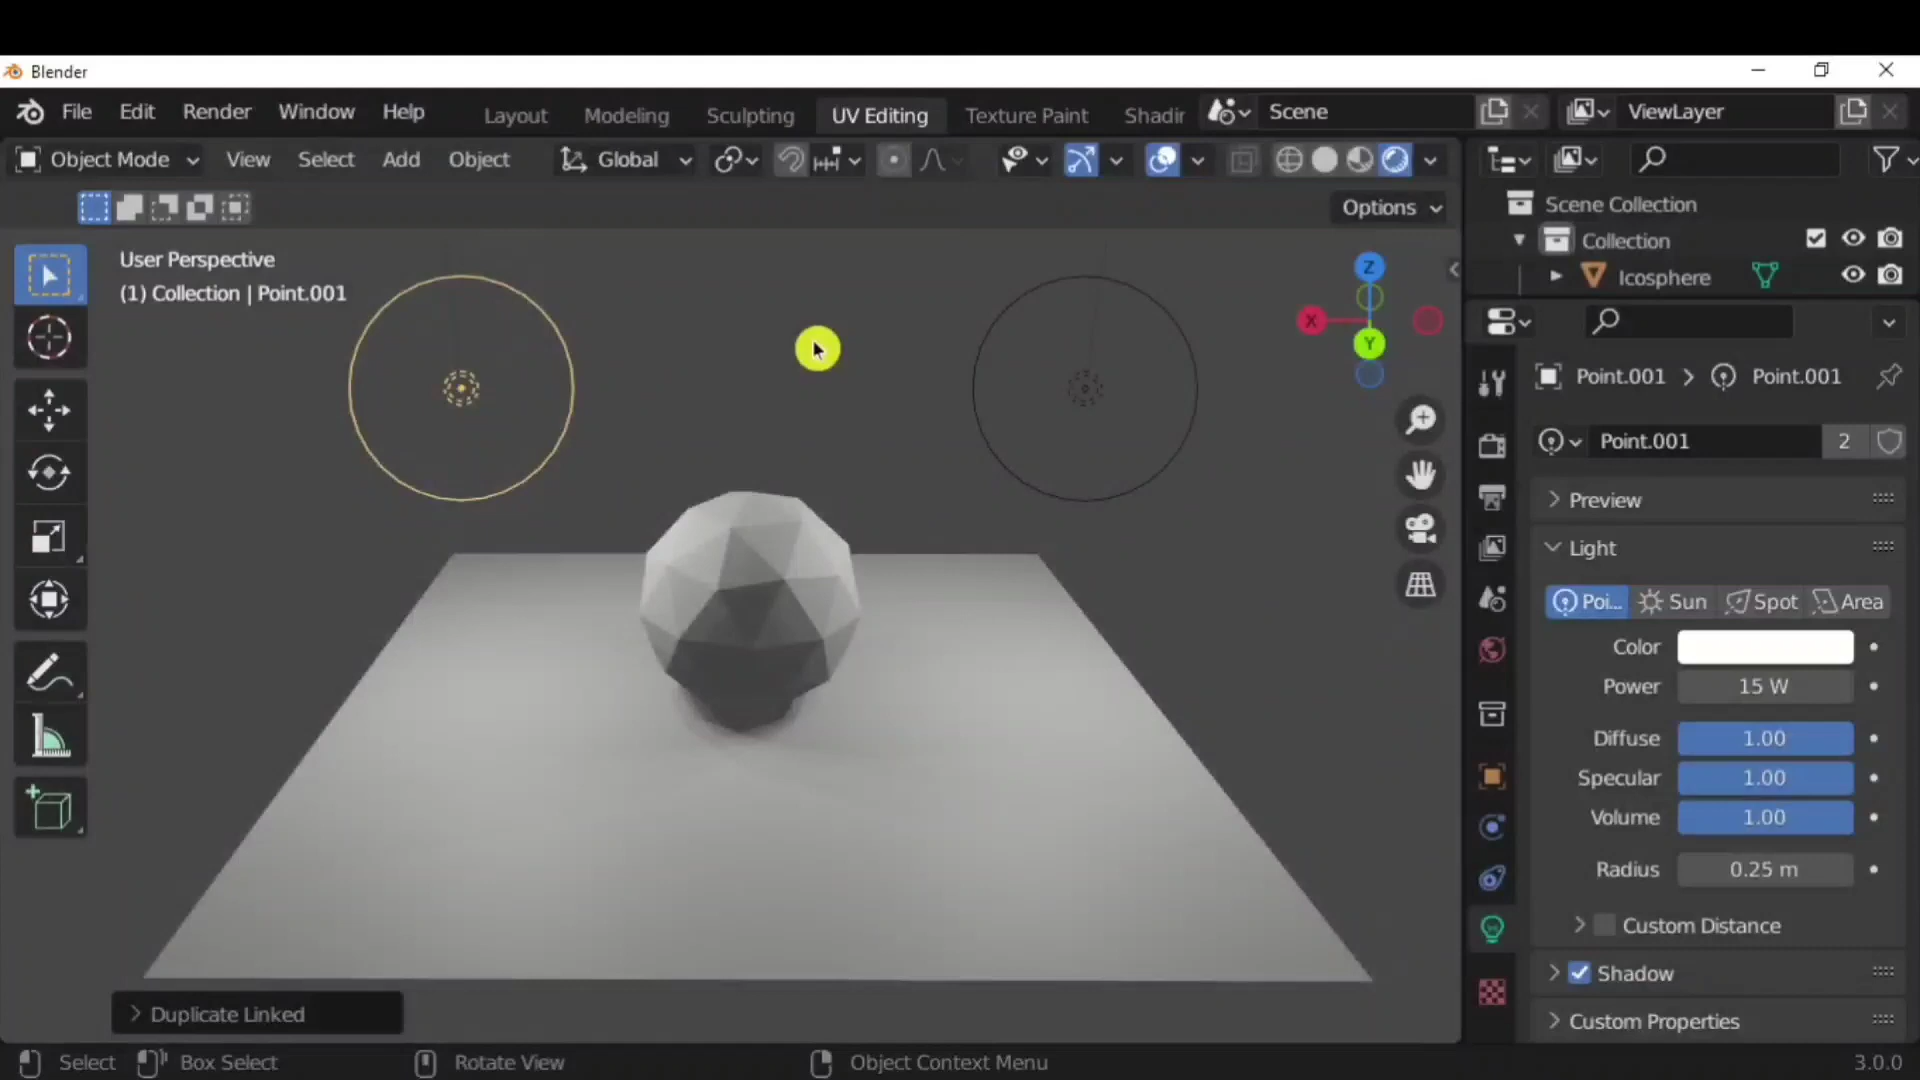 Blender
File Edit Render Window Help Layout Modeling Sculpting UV Editing Texture Paint Shadir Scene ViewLayer
Object Mode View Select Add Object Global
Options
User Perspective
(1) Collection | Point.001
Z
X
Y
Scene Collection
Collection
Icosphere
Point.001 > Point.001
Point.001 2
Preview
Light
Poi... Sun Spot Area
Color
Power 15 W
Diffuse 1.00
Specular 1.00
Volume 1.00
Radius 0.25 m
Custom Distance
Shadow
Custom Properties
Duplicate Linked
Select Box Select Rotate View Object Context Menu 3.0.0